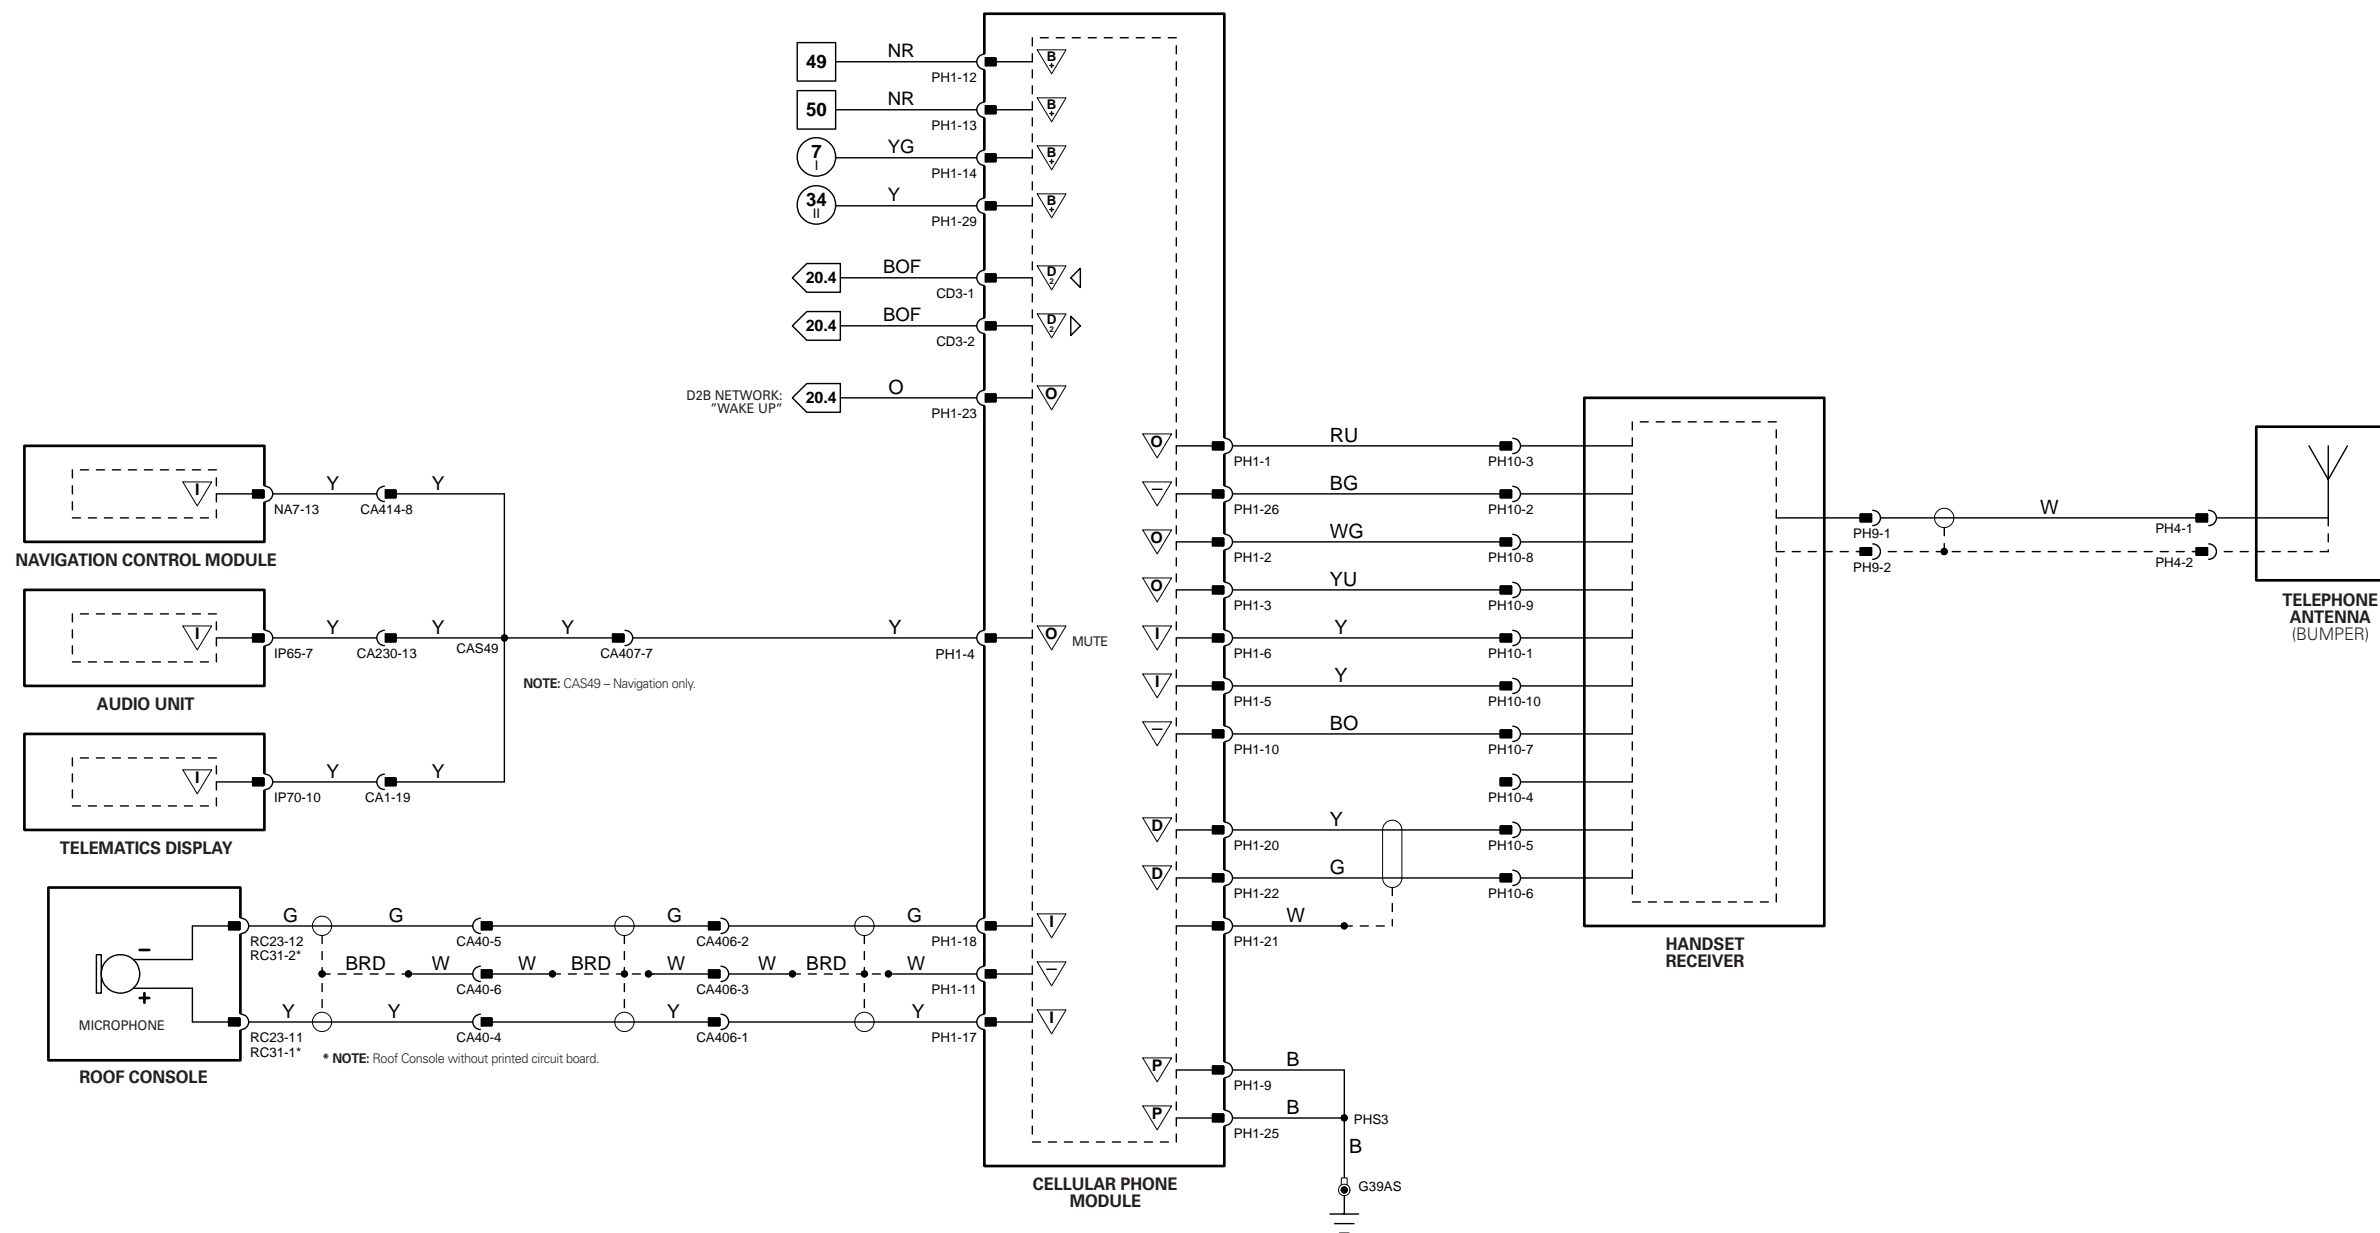 49 NR PH1-12 B+
50 NR PH1-13 B+
7 I YG PH1-14 B+
34 II Y PH1-29 B+
20.4 BOF CD3-1 D2
20.4 BOF CD3-2 D2
D2B NETWORK:
"WAKE UP"
20.4 O PH1-23 O
I NA7-13 Y CA414-8 Y
NAVIGATION CONTROL MODULE
I IP65-7 Y CA230-13 Y CAS49 Y CA407-7 Y PH1-4 O MUTE
NOTE: CAS49 – Navigation only.
AUDIO UNIT
I IP70-10 Y CA1-19 Y
TELEMATICS DISPLAY
MICROPHONE
–
+
RC23-12
RC31-2*
G G CA40-5 G CA406-2 G PH1-18 I
BRD W CA40-6 W BRD W CA406-3 W BRD W PH1-11 –
RC23-11
RC31-1*
Y Y CA40-4 Y CA406-1 Y PH1-17 I
* NOTE: Roof Console without printed circuit board.
ROOF CONSOLE
O PH1-1 RU PH10-3
– PH1-26 BG PH10-2
O PH1-2 WG PH10-8
O PH1-3 YU PH10-9
I PH1-6 Y PH10-1
I PH1-5 Y PH10-10
– PH1-10 BO PH10-7
PH10-4
D PH1-20 Y PH10-5
D PH1-22 G PH10-6
PH1-21 W
P PH1-9 B
P PH1-25 B PHS3
B
G39AS
CELLULAR PHONE
MODULE
HANDSET
RECEIVER
PH9-1 W PH4-1
PH9-2 PH4-2
TELEPHONE
ANTENNA
(BUMPER)